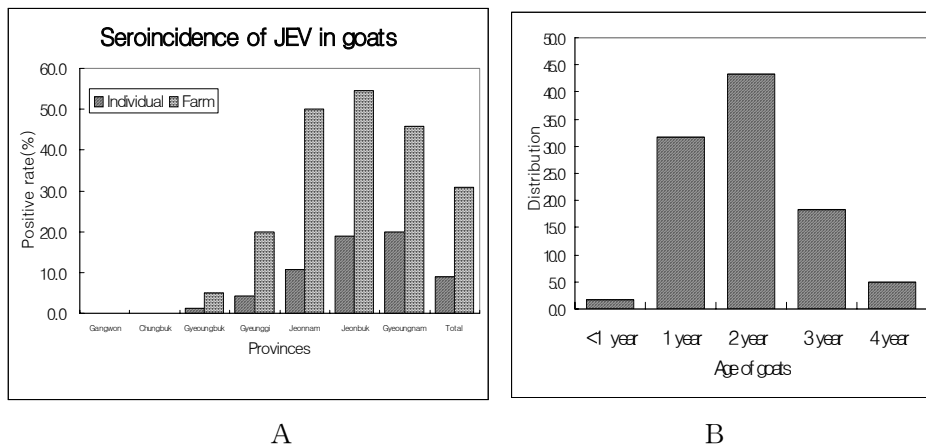 Seroincidence of JEV in goats
60.0
50.0
40.0
30.0
20.0
10.0
0.0
Positive rate(%)
Individual Farm
Gangwon Chungbuk Gyeoungbuk Gyeunggi Jeonnam Jeonbuk Gyeoungnam Total
Provinces
A
50.0
45.0
40.0
35.0
30.0
25.0
20.0
15.0
10.0
5.0
0.0
Distribution
<1 year 1 year 2 year 3 year 4 year
Age of goats
B